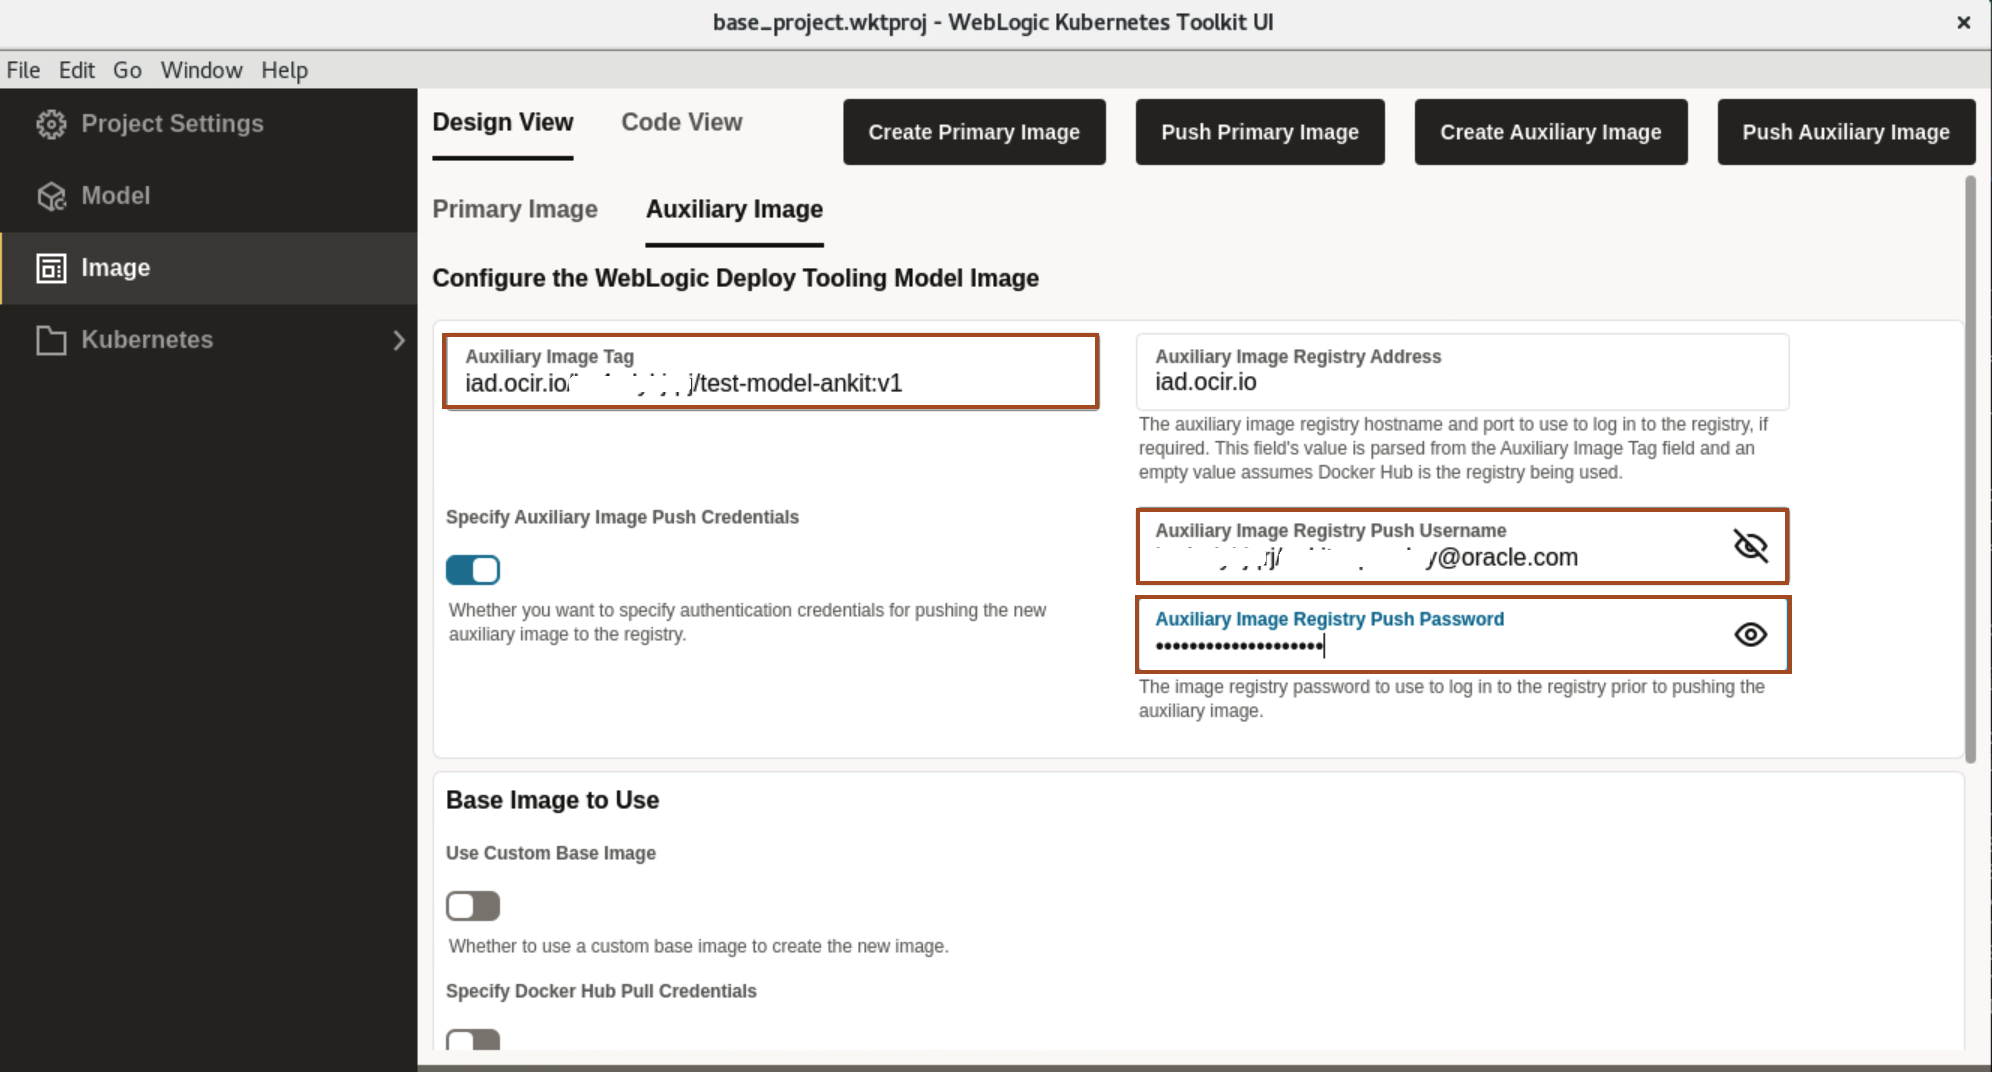 base_project.wktproj - WebLogic Kubernetes Toolkit UI
File Edit Go Window Help
Project Settings
Model
Image
Kubernetes
Design View Code View Create Primary Image Push Primary Image Create Auxiliary Image Push Auxiliary Image
Primary Image Auxiliary Image
Configure the WebLogic Deploy Tooling Model Image
Auxiliary Image Tag
iad.ocir.io/ /test-model-ankit:v1
Auxiliary Image Registry Address
iad.ocir.io
The auxiliary image registry hostname and port to use to log in to the registry, if
required. This field's value is parsed from the Auxiliary Image Tag field and an
empty value assumes Docker Hub is the registry being used.
Specify Auxiliary Image Push Credentials
Whether you want to specify authentication credentials for pushing the new
auxiliary image to the registry.
Auxiliary Image Registry Push Username
@oracle.com
Auxiliary Image Registry Push Password
The image registry password to use to log in to the registry prior to pushing the
auxiliary image.
Base Image to Use
Use Custom Base Image
Whether to use a custom base image to create the new image.
Specify Docker Hub Pull Credentials